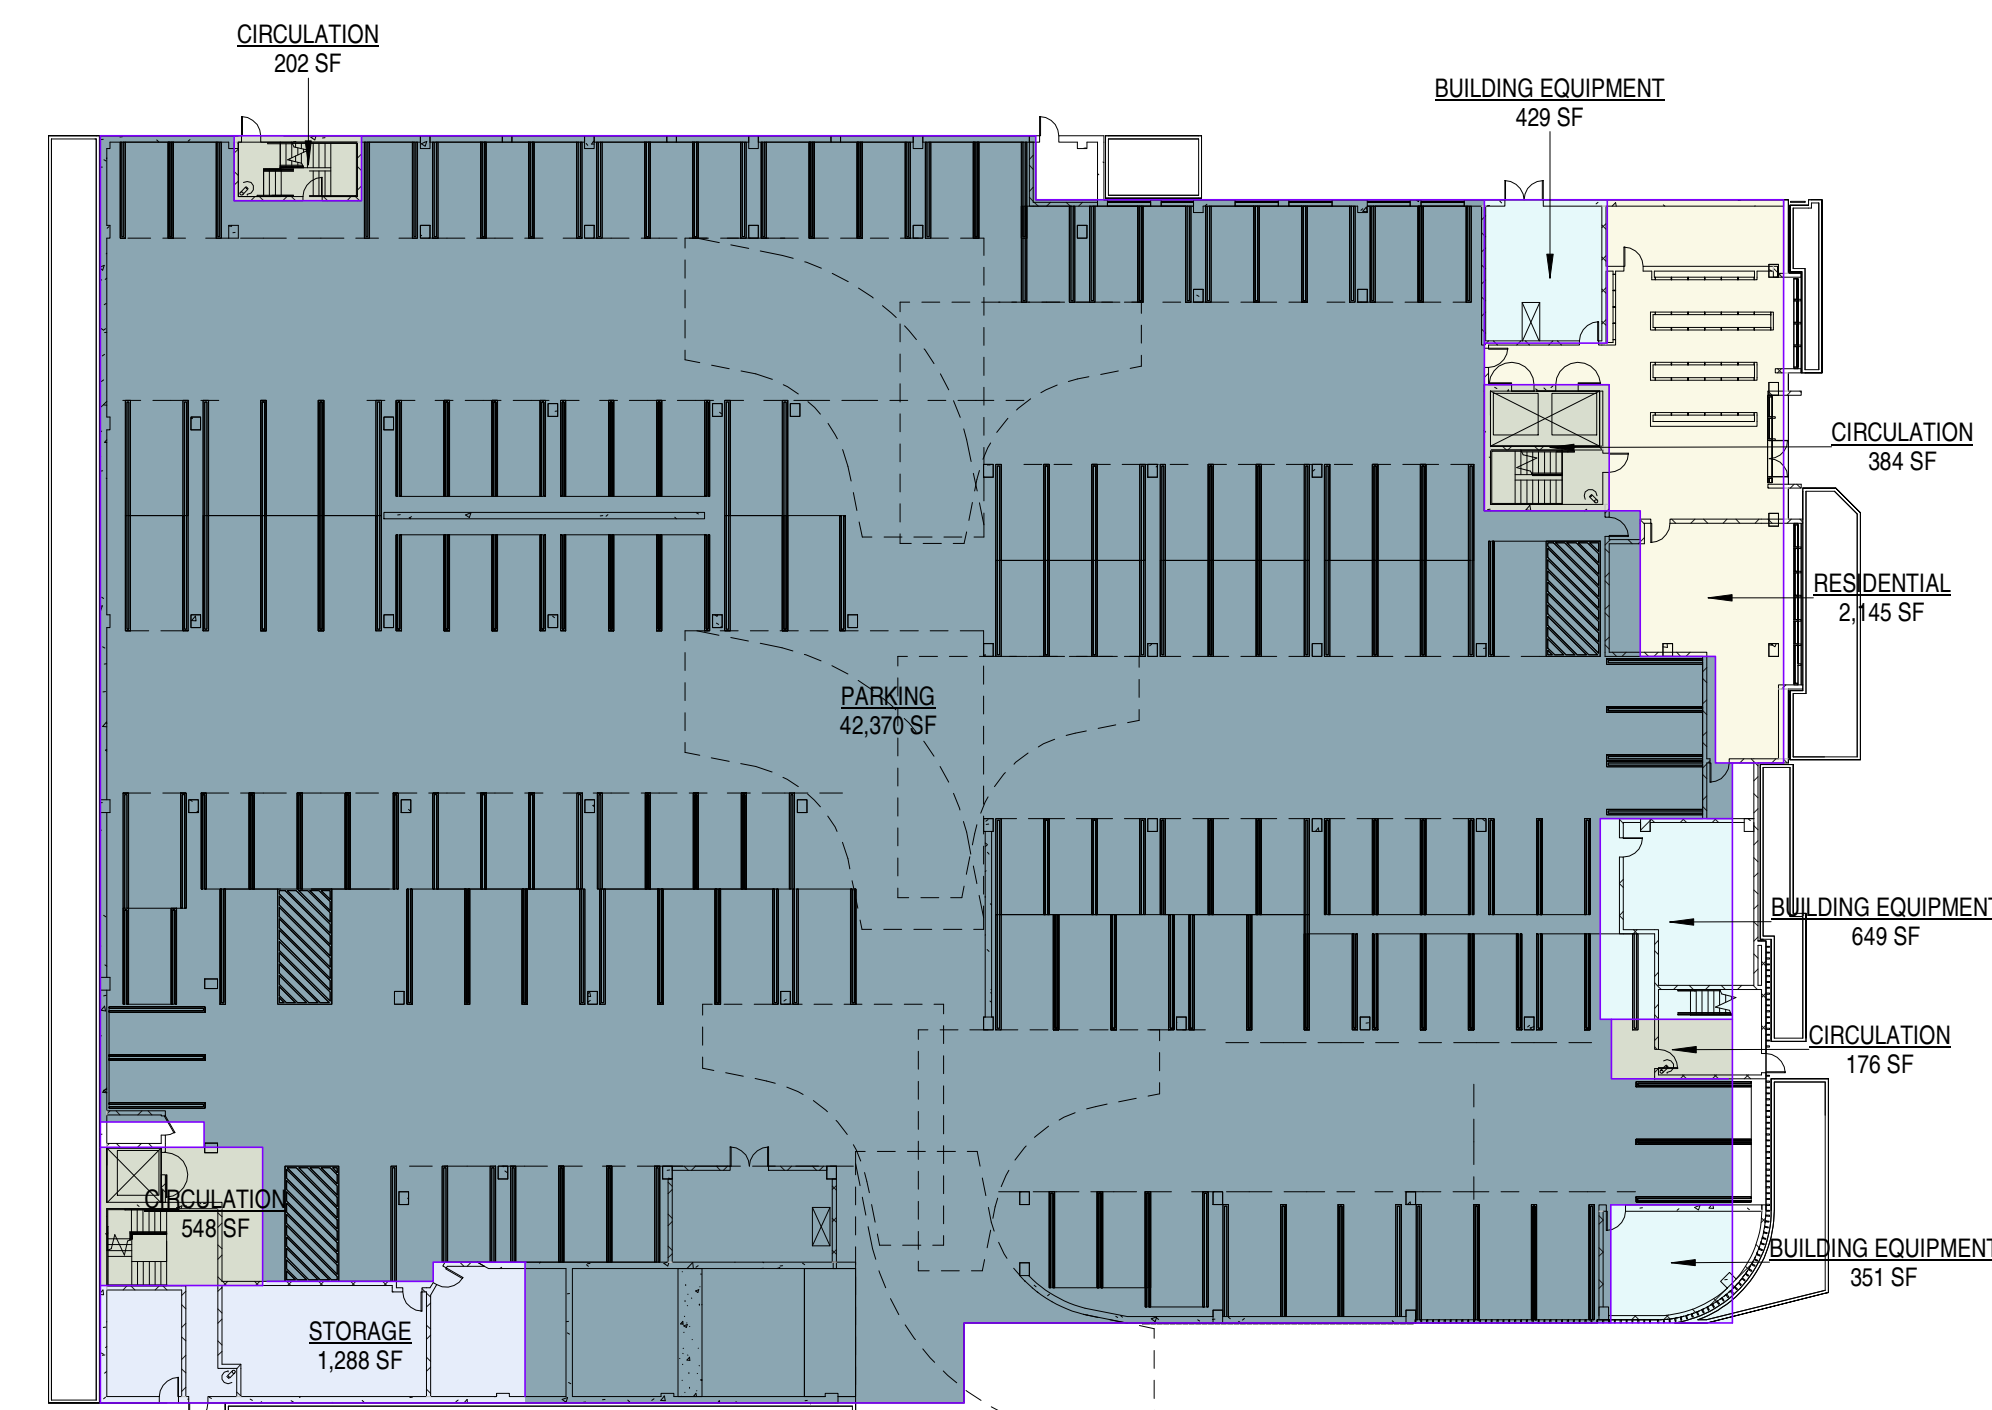 CIRCULATION
202 SF
BUILDING EQUIPMENT
429 SF
CIRCULATION
384 SF
RESIDENTIAL
2,145 SF
PARKING
42,370 SF
BUILDING EQUIPMENT
649 SF
CIRCULATION
176 SF
CIRCULATION
548 SF
BUILDING EQUIPMENT
351 SF
STORAGE
1,288 SF